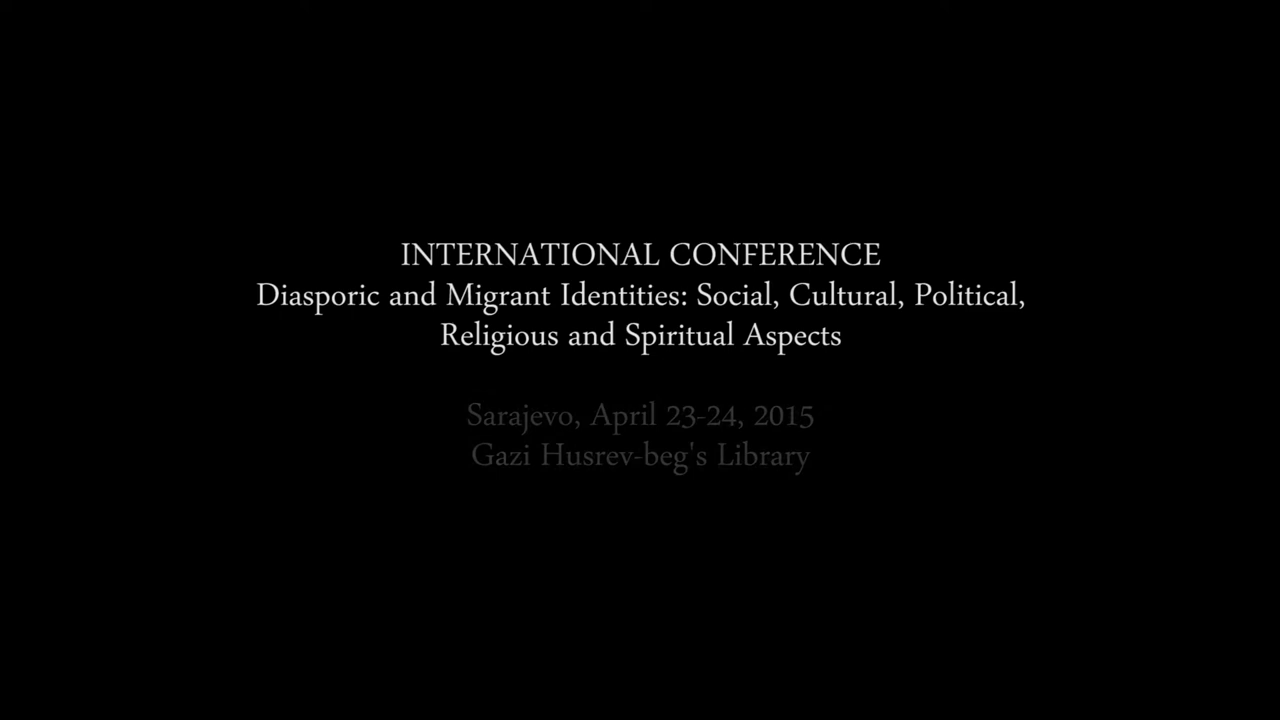 INTERNATIONAL CONFERENCE
Diasporic and Migrant Identities: Social, Cultural, Political,
Religious and Spiritual Aspects
Sarajevo, April 23-24, 2015
Gazi Husrev-beg's Library